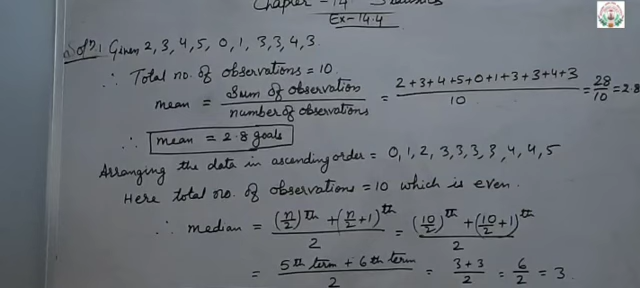 Chapter - 14 Statistics
Ex - 14.4
Soln.1 Given 2, 3, 4, 5, 0, 1, 3, 3, 4, 3.
∴ Total no. of observations = 10
mean = Sum of observation / number of observations = 2+3+4+5+0+1+3+3+4+3 / 10 = 28/10 = 2.8
∴ mean = 2.8 goals
Arranging the data in ascending order = 0, 1, 2, 3, 3, 3, 3, 4, 4, 5
Here total no. of observations = 10 which is even.
∴ median = (n/2)th + (n/2 + 1)th / 2 = (10/2)th + (10/2 + 1)th / 2
= 5th term + 6th term / 2 = 3+3 / 2 = 6/2 = 3